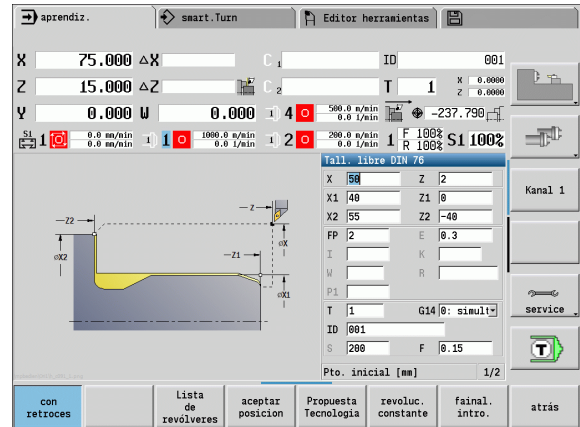 aprendiz. smart.Turn Editor herramientas
X 75.000 △X C 1 ID 001
Z 15.000 △Z C 2 T 1 X 0.0000
Z 0.0000
Y 0.000 W 0.000 4 0 500.0 m/min
0.0 1/min -237.790
S1 1 0.0 mm/min
0.0 mm/min 1 0 1000.0 m/min
0.0 1/min 2 0 200.0 m/min
0.0 1/min 1 F 100%
R 100% S1 100%
Tall. libre DIN 76
X 50 Z 2
X1 40 Z1 0
X2 55 Z2 -40
FP 2 E 0.3
I K
W R
P1
T 1 G14 0: simult
ID 001
S 200 F 0.15
Pto. inicial [mm] 1/2
Z
Z2
øX
øX2
Z1
øX1
Kanal 1
service
T
con retroces
Lista de revólveres
aceptar posicion
Propuesta Tecnologia
revoluc. constante
fainal. intro.
atrás